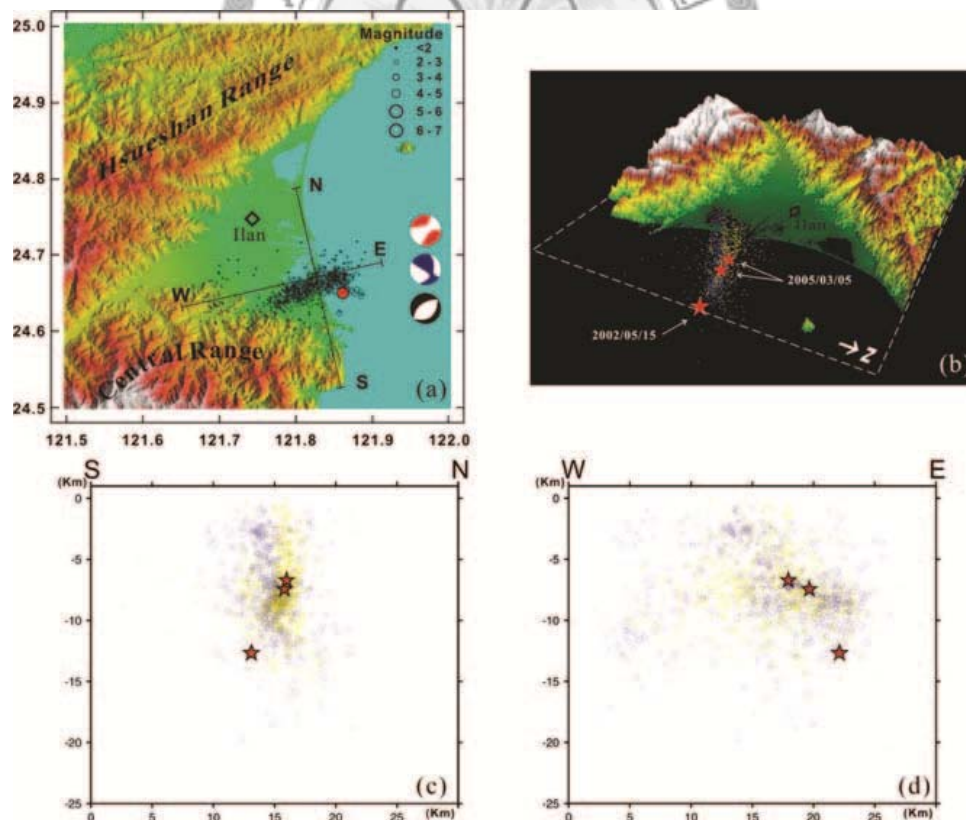 25.0
24.9
24.8
24.7
24.6
24.5
121.5 121.6 121.7 121.8 121.9 122.0
Magnitude
<2
2 - 3
3 - 4
4 - 5
5 - 6
6 - 7
Hsueshan Range
N
Ilan
E
W
Central Range
S
(a)
Ilan
2005/03/05
2002/05/15
Z
(b)
S N
(Km)
0
-5
-10
-15
-20
-25
0 5 10 15 20 25
(Km)
(c)
W E
(Km)
0
-5
-10
-15
-20
-25
0 5 10 15 20 25
(Km)
(d)